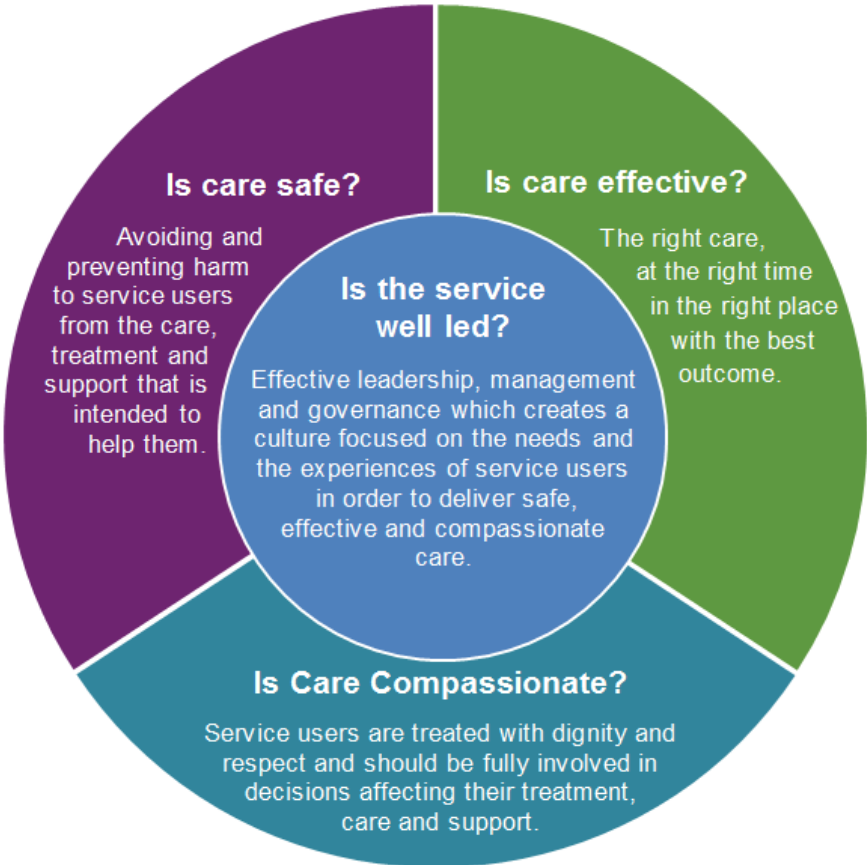 Is care safe?
Avoiding and
preventing harm
to service users
from the care,
treatment and
support that is
intended to
help them.
Is care effective?
The right care,
at the right time
in the right place
with the best
outcome.
Is the service
well led?
Effective leadership, management
and governance which creates a
culture focused on the needs and
the experiences of service users
in order to deliver safe,
effective and compassionate
care.
Is Care Compassionate?
Service users are treated with dignity and
respect and should be fully involved in
decisions affecting their treatment,
care and support.